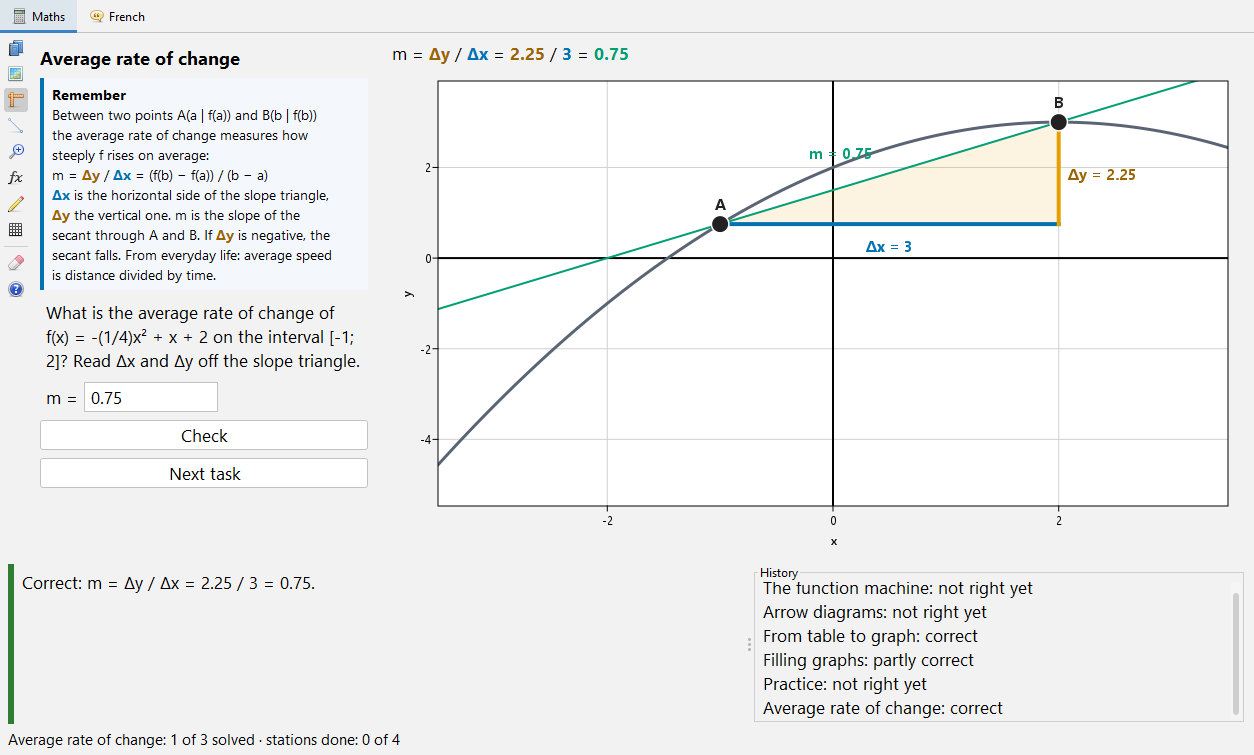 Maths
French
Average rate of change
Remember
Between two points A(a | f(a)) and B(b | f(b))
the average rate of change measures how
steeply f rises on average:
m = Δy / Δx = (f(b) − f(a)) / (b − a)
Δx is the horizontal side of the slope triangle,
Δy the vertical one. m is the slope of the
secant through A and B. If Δy is negative, the
secant falls. From everyday life: average speed
is distance divided by time.
What is the average rate of change of
f(x) = -(1/4)x² + x + 2 on the interval [-1;
2]? Read Δx and Δy off the slope triangle.
m = 0.75
Check
Next task
fx
m = Δy / Δx = 2.25 / 3 = 0.75
B
m = 0.75
A
Δy = 2.25
Δx = 3
2
0
-2
-4
y
-2
0
2
x
Correct: m = Δy / Δx = 2.25 / 3 = 0.75.
History
The function machine: not right yet
Arrow diagrams: not right yet
From table to graph: correct
Filling graphs: partly correct
Practice: not right yet
Average rate of change: correct
Average rate of change: 1 of 3 solved · stations done: 0 of 4